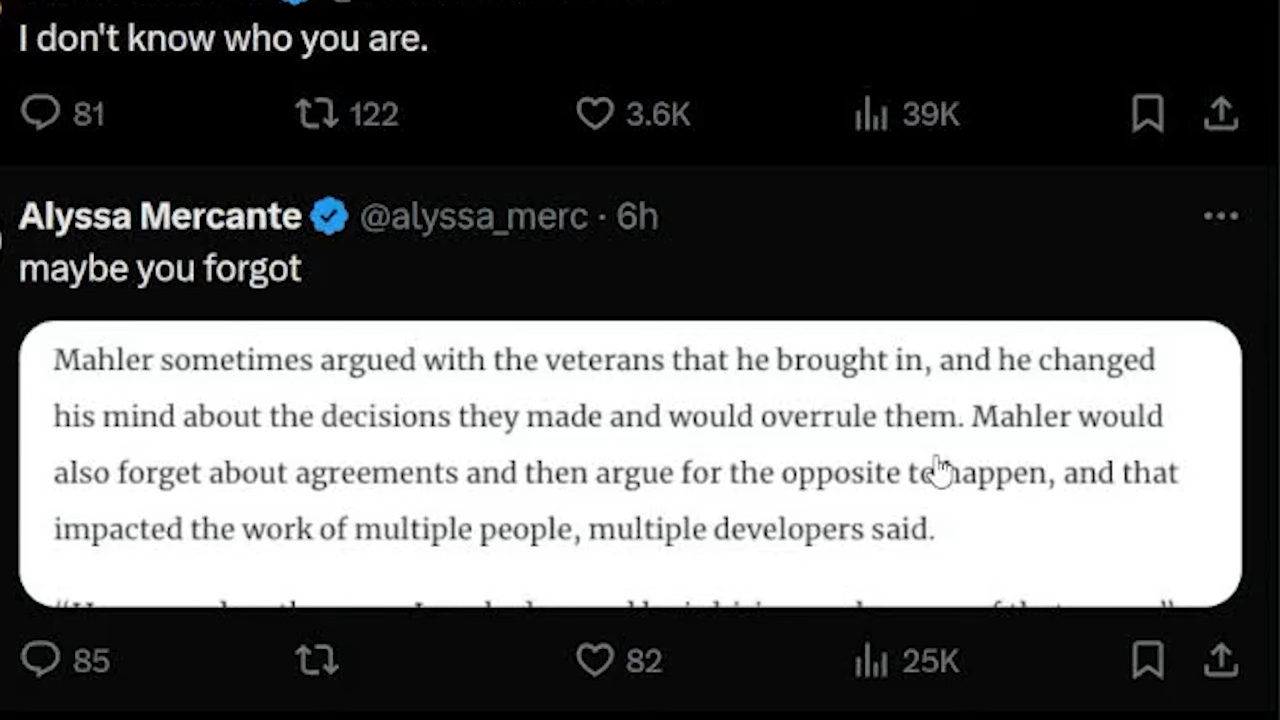 I don't know who you are.
81 122 3.6K 39K
Alyssa Mercante @alyssa_merc · 6h
maybe you forgot
Mahler sometimes argued with the veterans that he brought in, and he changed
his mind about the decisions they made and would overrule them. Mahler would
also forget about agreements and then argue for the opposite to happen, and that
impacted the work of multiple people, multiple developers said.
85 82 25K